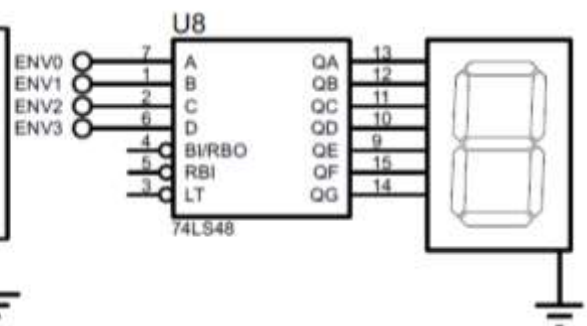 U8
ENV0 7 A QA 13
ENV1 1 B QB 12
ENV2 2 C QC 11
ENV3 6 D QD 10
4 BI/RBO QE 9
5 RBI QF 15
3 LT QG 14
74LS48